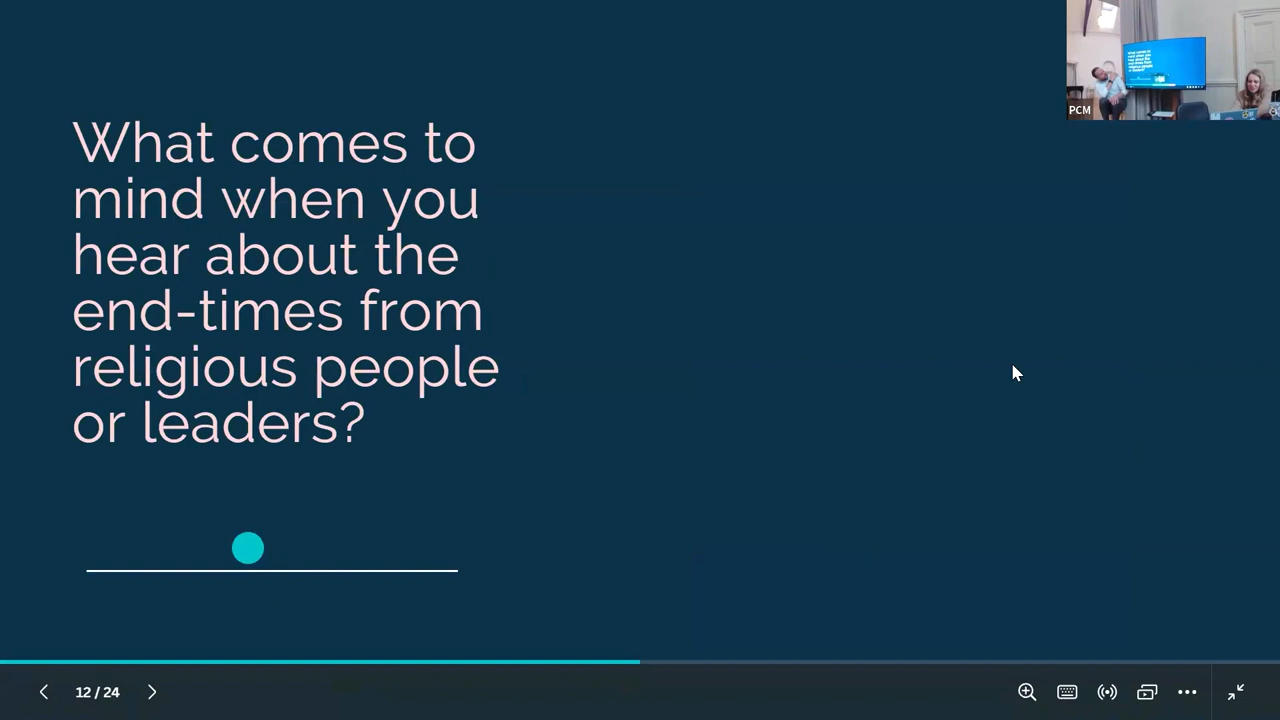 What comes to
mind when you
hear about the
end-times from
religious people
or leaders?
PCM
12 / 24